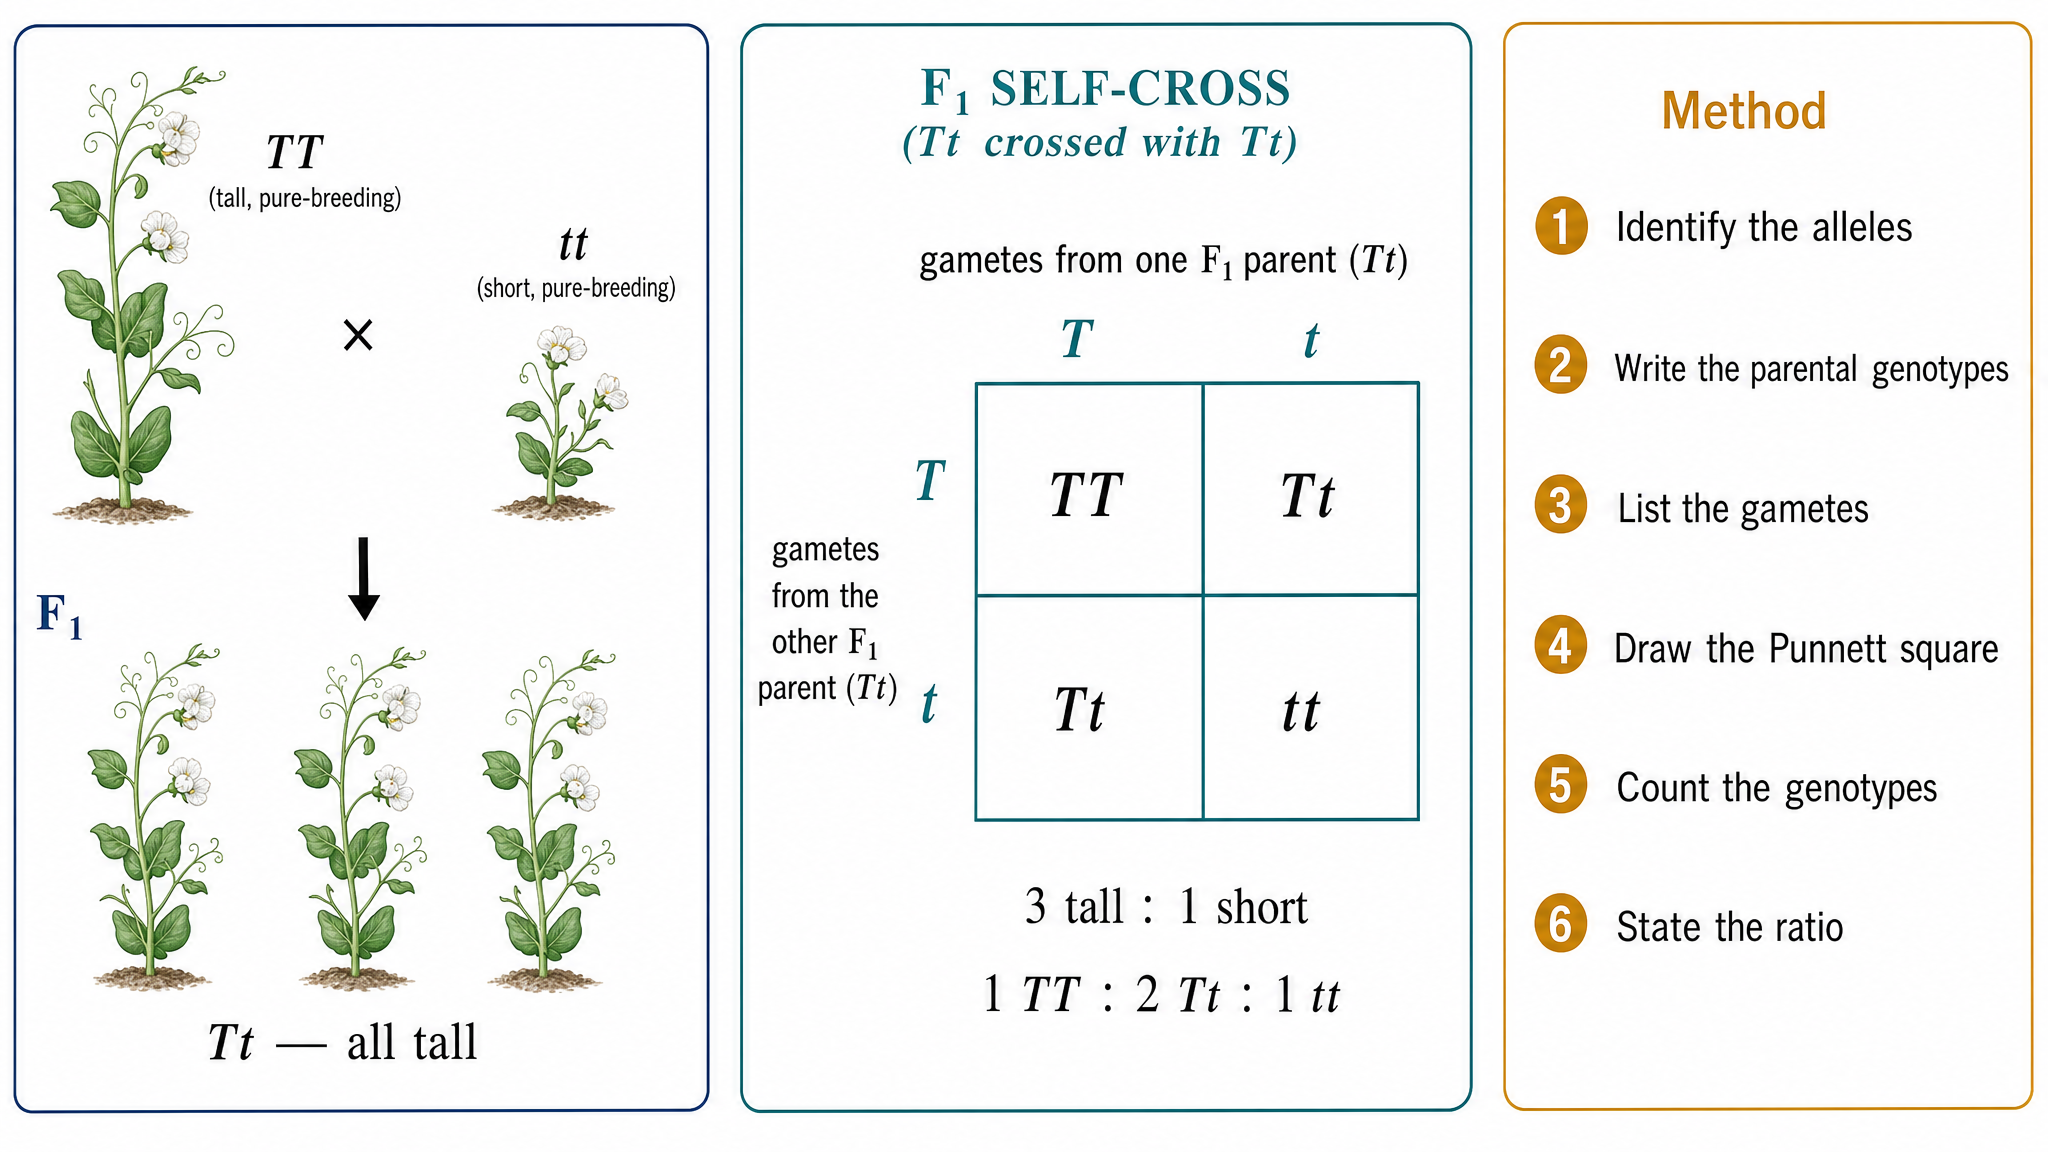 TT
(tall, pure-breeding)
tt
(short, pure-breeding)
×
F₁
Tt — all tall
F₁ SELF-CROSS
(Tt crossed with Tt)
gametes from one F₁ parent (Tt)
T t
T
TT Tt
gametes
from the
other F₁
parent (Tt)
t
Tt tt
3 tall : 1 short
1 TT : 2 Tt : 1 tt
Method
1 Identify the alleles
2 Write the parental genotypes
3 List the gametes
4 Draw the Punnett square
5 Count the genotypes
6 State the ratio